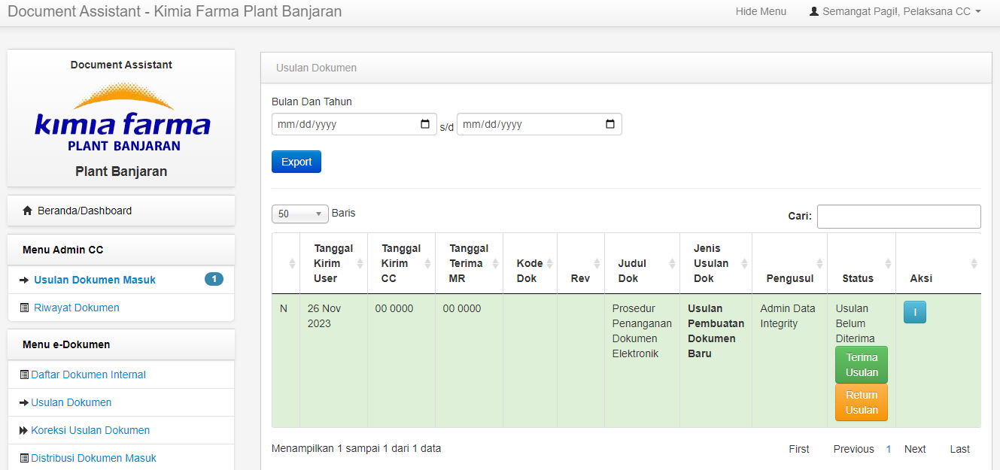 Document Assistant - Kimia Farma Plant Banjaran
Hide Menu
Semangat Pagi!, Pelaksana CC
Document Assistant
kimia farma
PLANT BANJARAN
Plant Banjaran
Beranda/Dashboard
Menu Admin CC
Usulan Dokumen Masuk 1
Riwayat Dokumen
Menu e-Dokumen
Daftar Dokumen Internal
Usulan Dokumen
Koreksi Usulan Dokumen
Distribusi Dokumen Masuk
Usulan Dokumen
Bulan Dan Tahun
mm/dd/yyyy s/d mm/dd/yyyy
Export
50 Baris
Cari:
Tanggal
Kirim
User
Tanggal
Kirim
CC
Tanggal
Terima
MR
Kode
Dok
Rev
Judul
Dok
Jenis
Usulan
Dok
Pengusul
Status
Aksi
N
26 Nov
2023
00 0000
00 0000
Prosedur
Penanganan
Dokumen
Elektronik
Usulan
Pembuatan
Dokumen
Baru
Admin Data
Integrity
Usulan
Belum
Diterima
Terima
Usulan
Return
Usulan
I
Menampilkan 1 sampai 1 dari 1 data
First Previous 1 Next Last